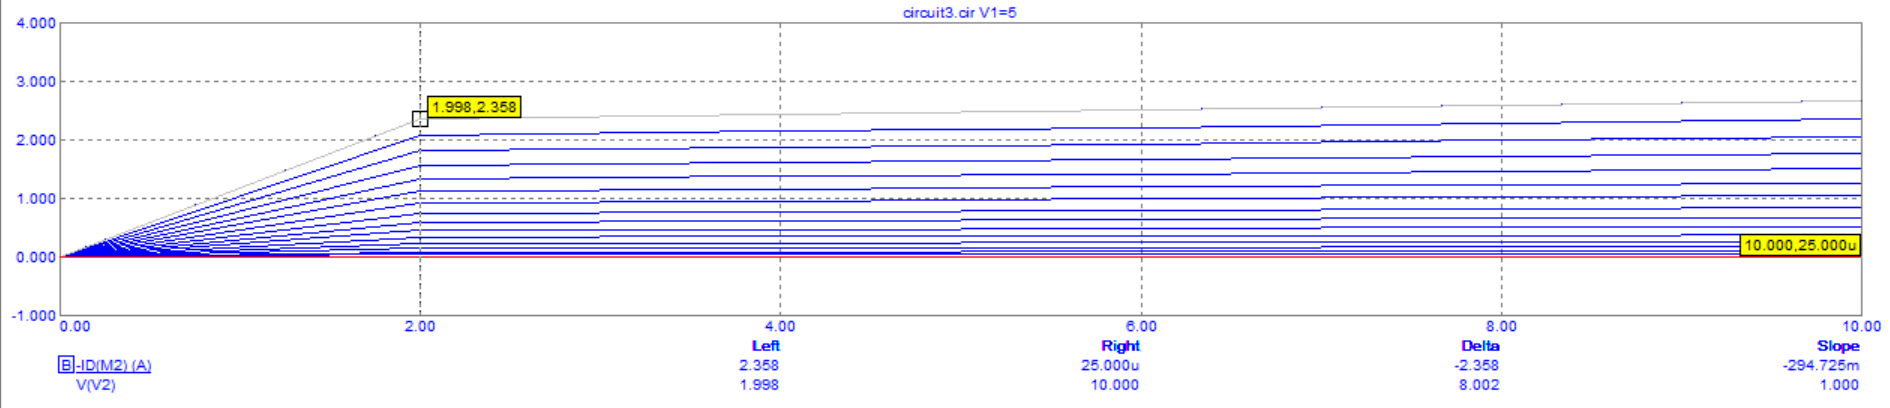 circuit3.cir V1=5
4.000
3.000
1.998,2.358
2.000
1.000
10.000,25.000u
0.000
-1.000
0.00 2.00 4.00 6.00 8.00 10.00
Left Right Delta Slope
B -ID(M2) (A) 2.358 25.000u -2.358 -294.725m
V(V2) 1.998 10.000 8.002 1.000